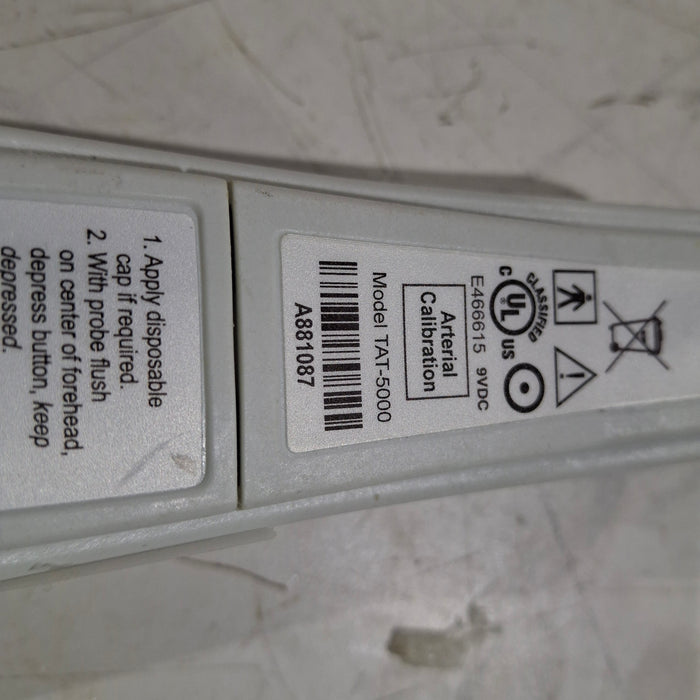 CLASSIFIED
C UL US
E466615 9VDC
Arterial
Calibration
Model TAT-5000
A881087
1. Apply disposable
cap if required.
2. With probe flush
on center of forehead,
depress button, keep
depressed.